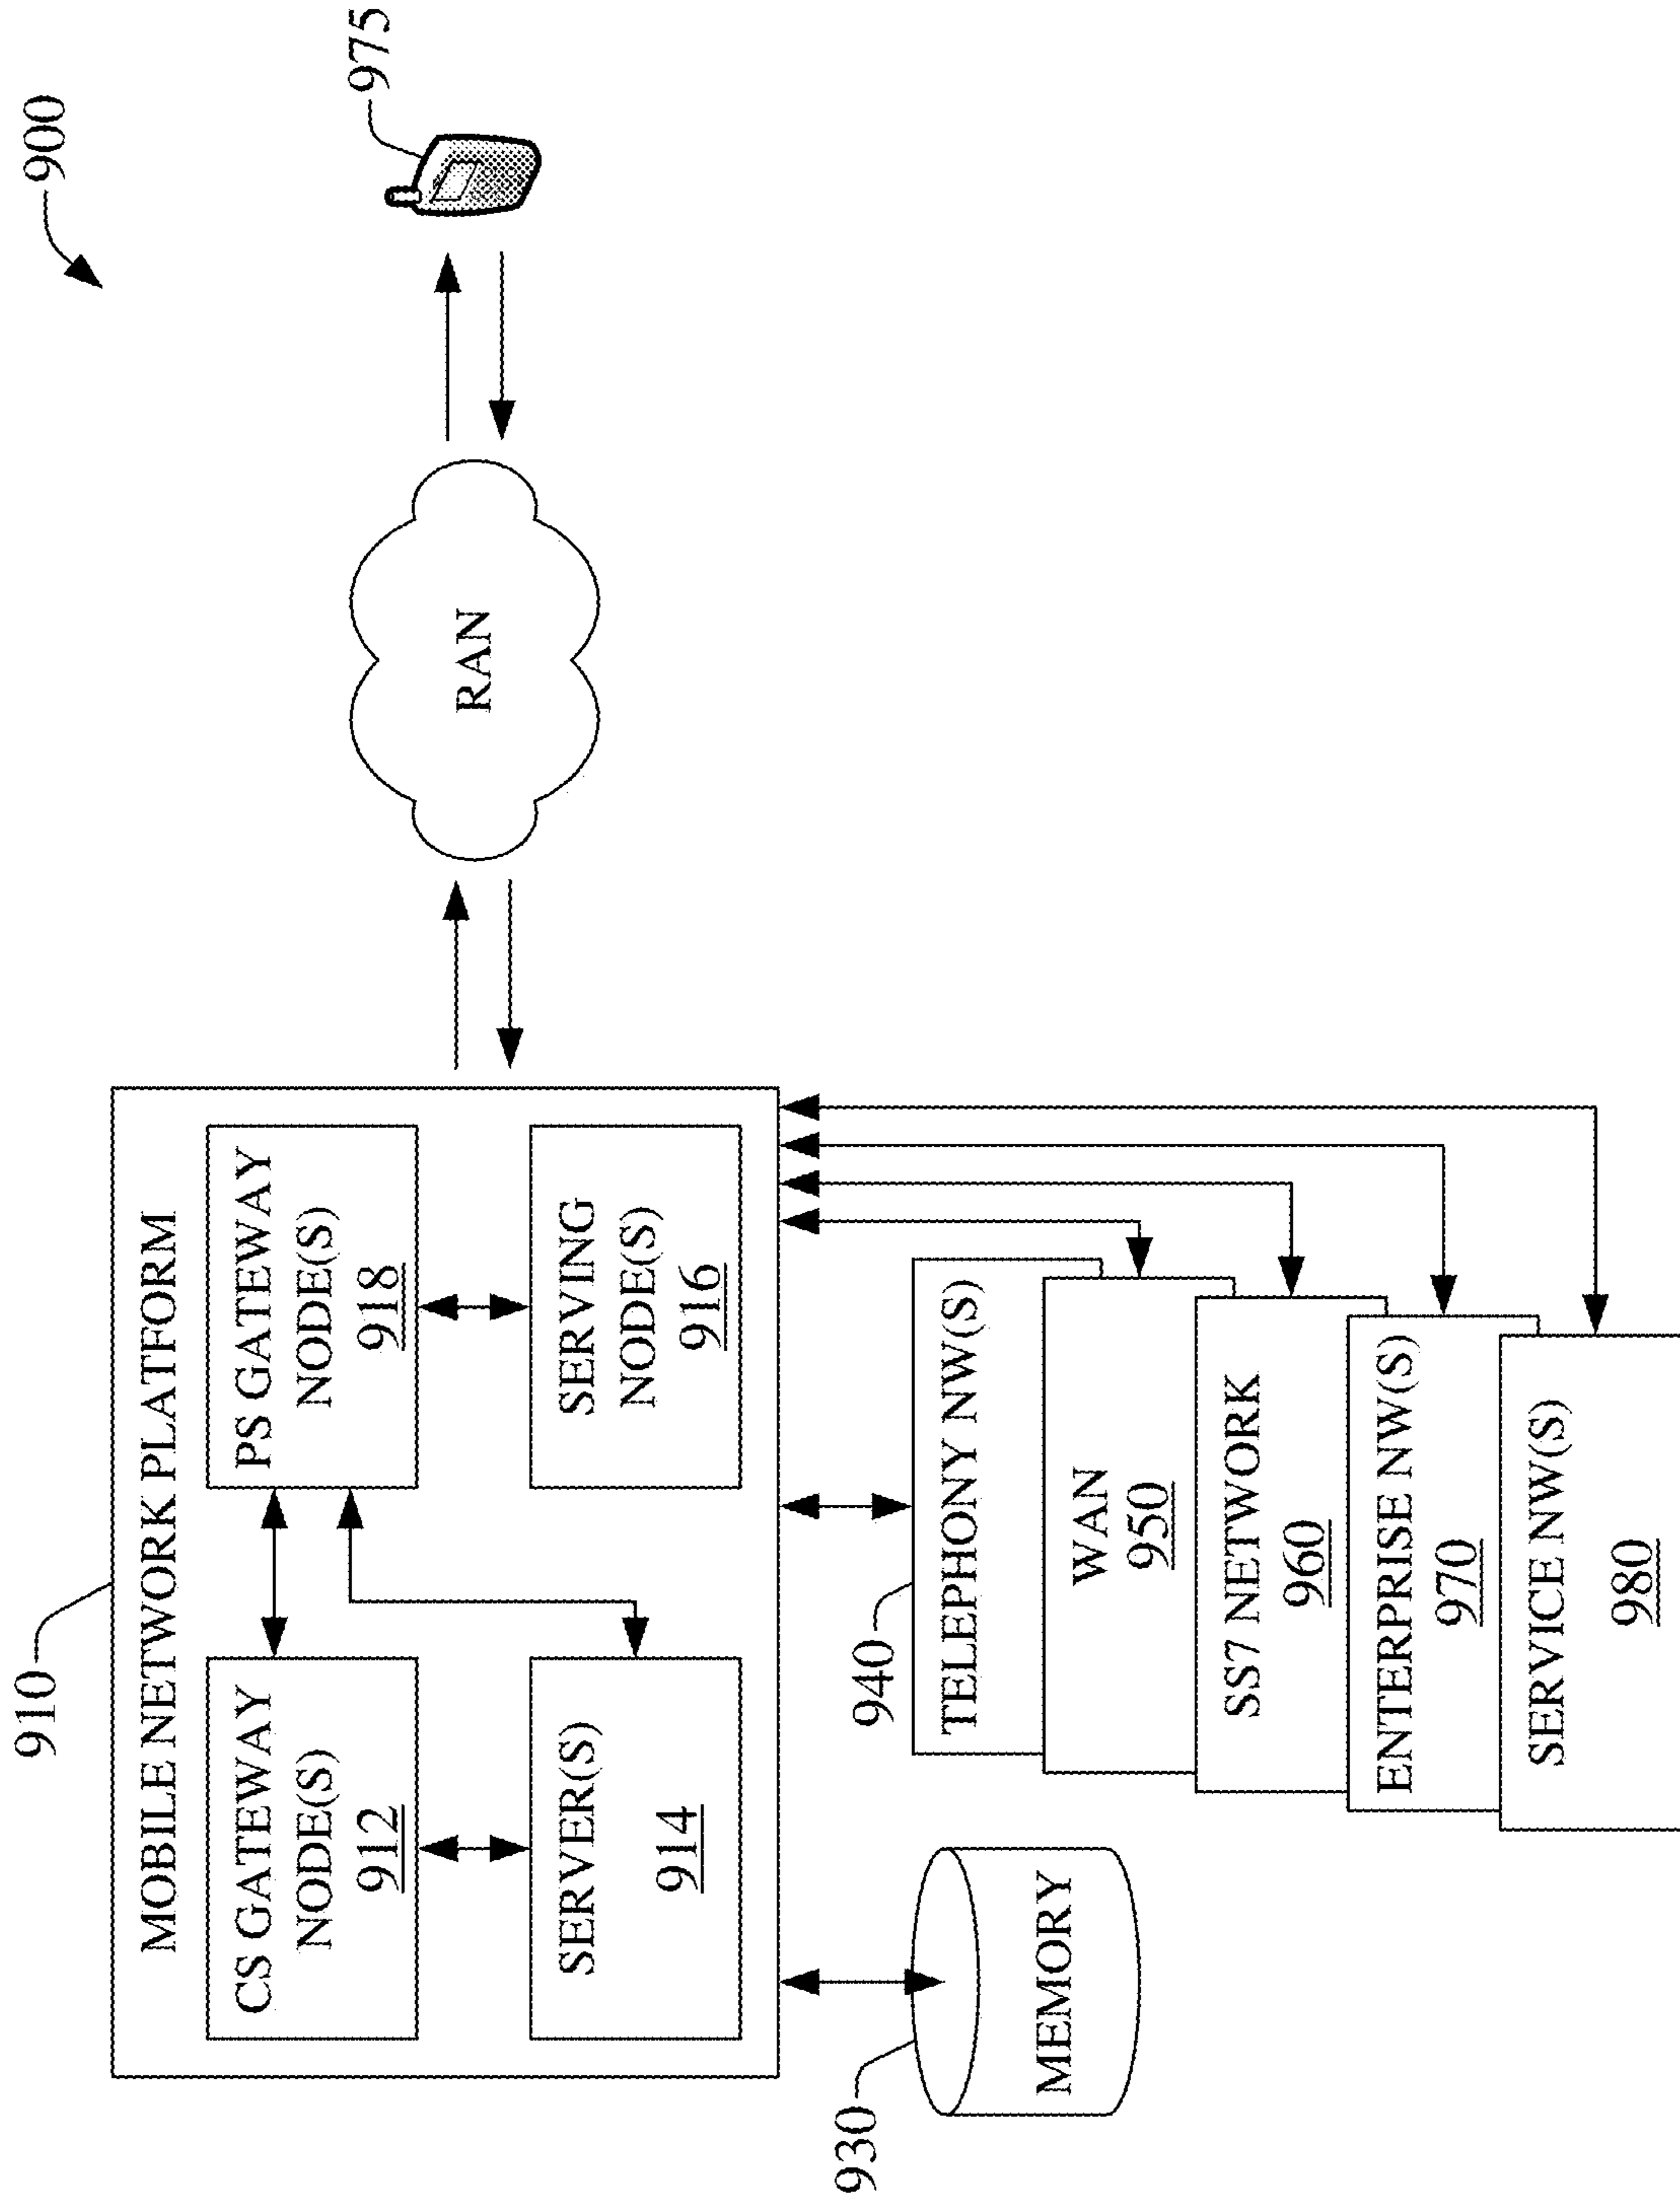 900
910
MOBILE NETWORK PLATFORM
CS GATEWAY
NODE(S)
912
PS GATEWAY
NODE(S)
918
SERVER(S)
914
SERVING
NODE(S)
916
RAN
975
930
MEMORY
940
TELEPHONY NW(S)
WAN
950
SS7 NETWORK
960
ENTERPRISE NW(S)
970
SERVICE NW(S)
980